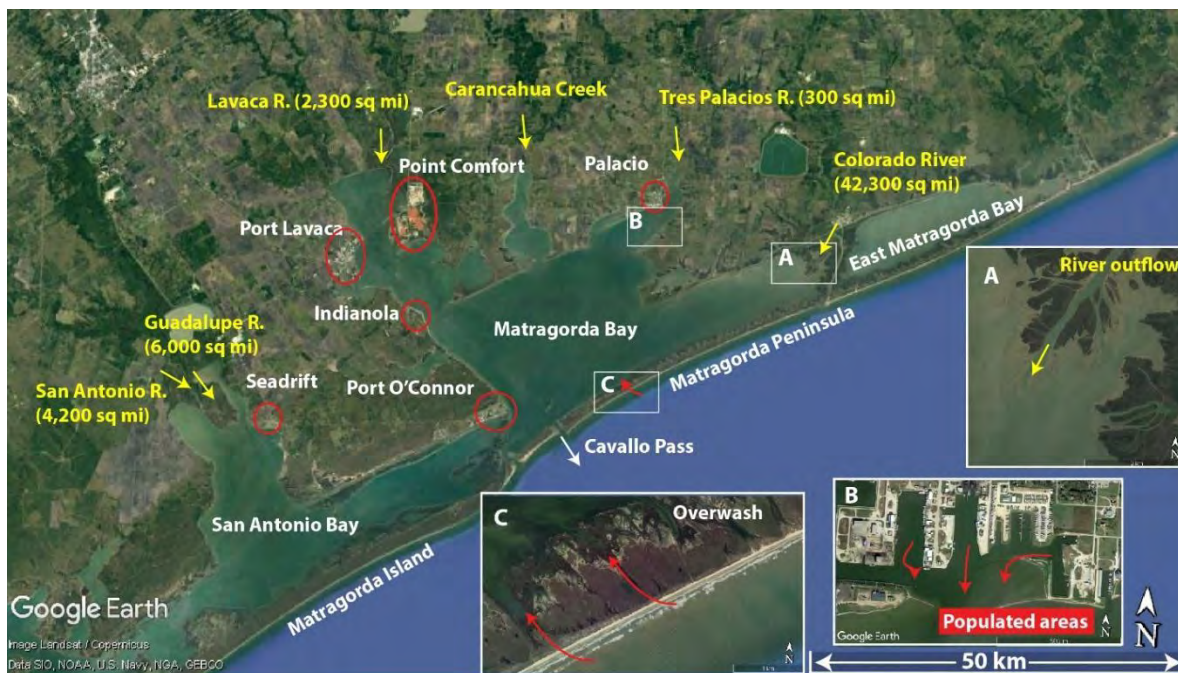 Lavaca R. (2,300 sq mi)
Carancahua Creek
Tres Palacios R. (300 sq mi)
Point Comfort
Palacio
Colorado River
(42,300 sq mi)
Port Lavaca
B
A
East Matragorda Bay
A
River outflow
Indianola
Matragorda Bay
Guadalupe R.
(6,000 sq mi)
Matragorda Peninsula
San Antonio R.
(4,200 sq mi)
Seadrift
Port O'Connor
C
Cavallo Pass
N
San Antonio Bay
C
Overwash
B
Matragorda Island
Google Earth
Populated areas
Google Earth
N
N
Image Landsat / Copernicus
Data SIO, NOAA, U.S. Navy, NGA, GEBCO
N
50 km